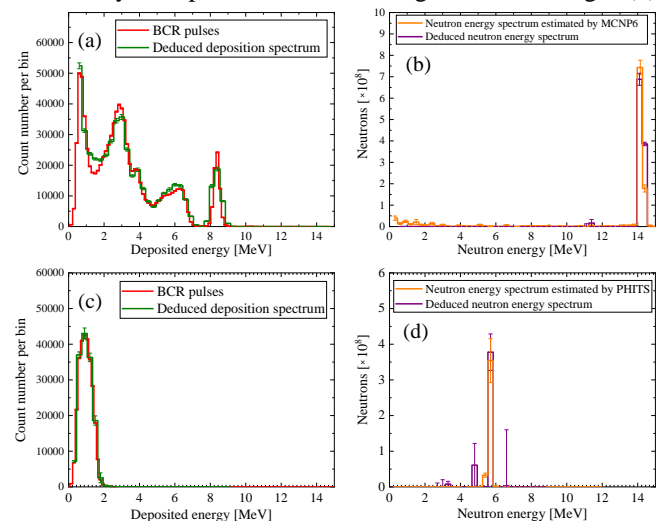 (a)
BCR pulses
Deduced deposition spectrum
Count number per bin
60000
50000
40000
30000
20000
10000
0
0 2 4 6 8 10 12 14
Deposited energy [MeV]
(b)
Neutron energy spectrum estimated by MCNP6
Deduced neutron energy spectrum
Neutrons [×10⁸]
10
9
8
7
6
5
4
3
2
1
0
0 2 4 6 8 10 12 14
Neutron energy [MeV]
(c)
BCR pulses
Deduced deposition spectrum
Count number per bin
60000
50000
40000
30000
20000
10000
0
0 2 4 6 8 10 12 14
Deposited energy [MeV]
(d)
Neutron energy spectrum estimated by PHITS
Deduced neutron energy spectrum
Neutrons [×10⁸]
6
5
4
3
2
1
0
0 2 4 6 8 10 12 14
Neutron energy [MeV]